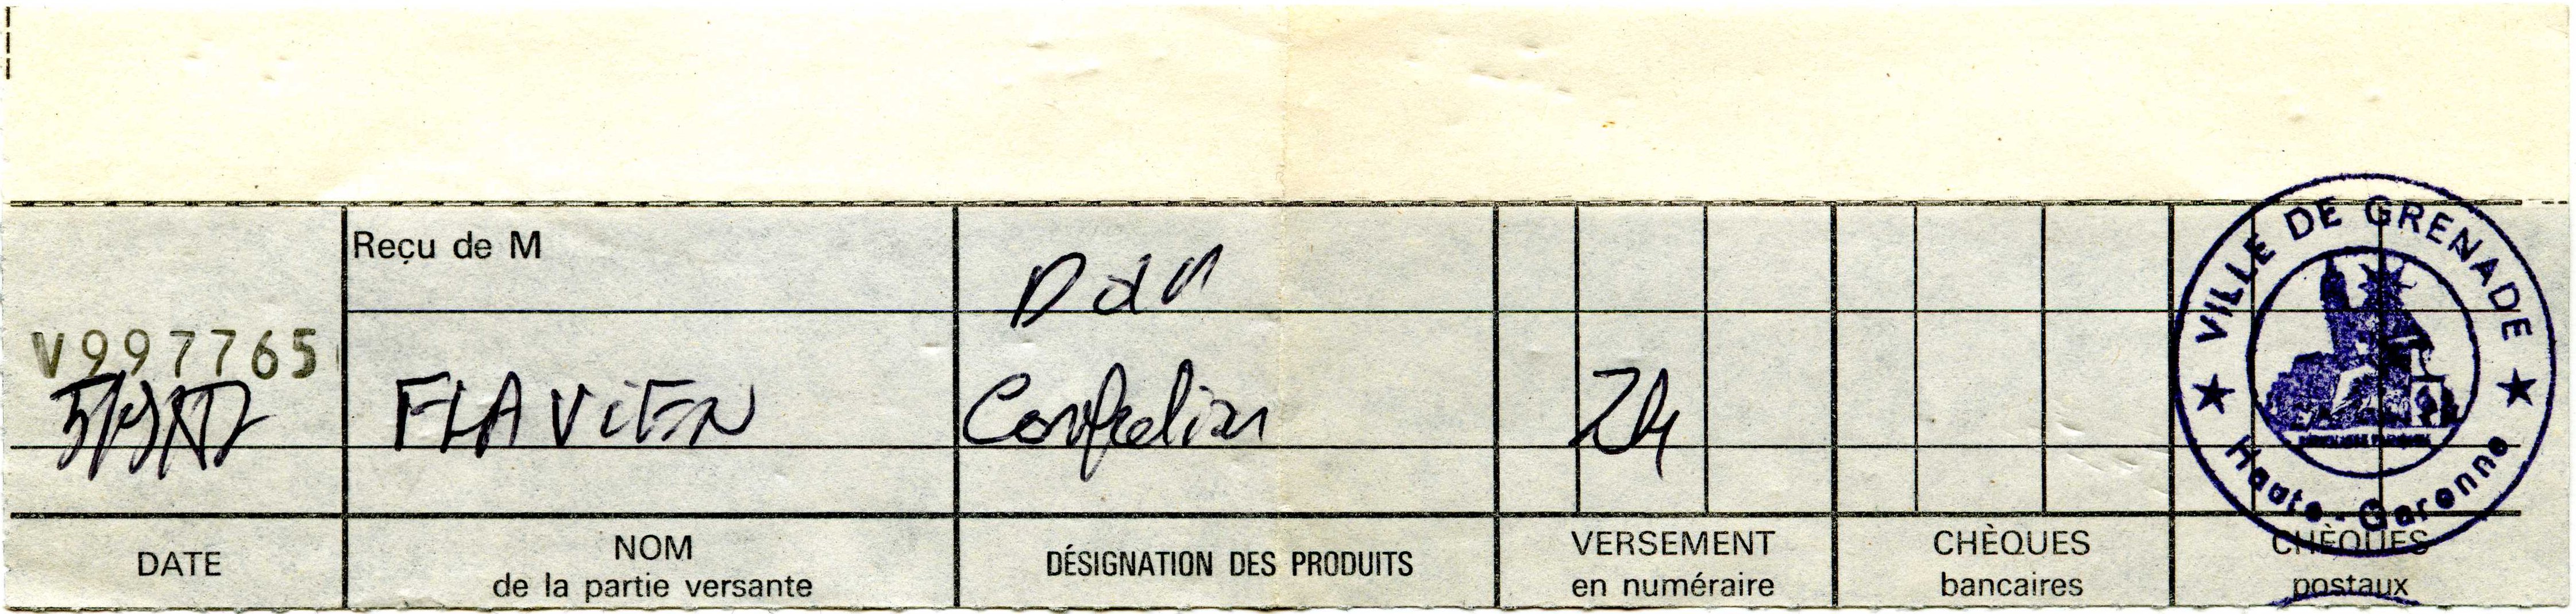 Reçu de M
V997765
FLAVIEN
24
DATE
NOM
de la partie versante
DÉSIGNATION DES PRODUITS
VERSEMENT
en numéraire
CHÈQUES
bancaires
CHÈQUES
postaux
VILLE DE GRENADE
Haute-Garonne